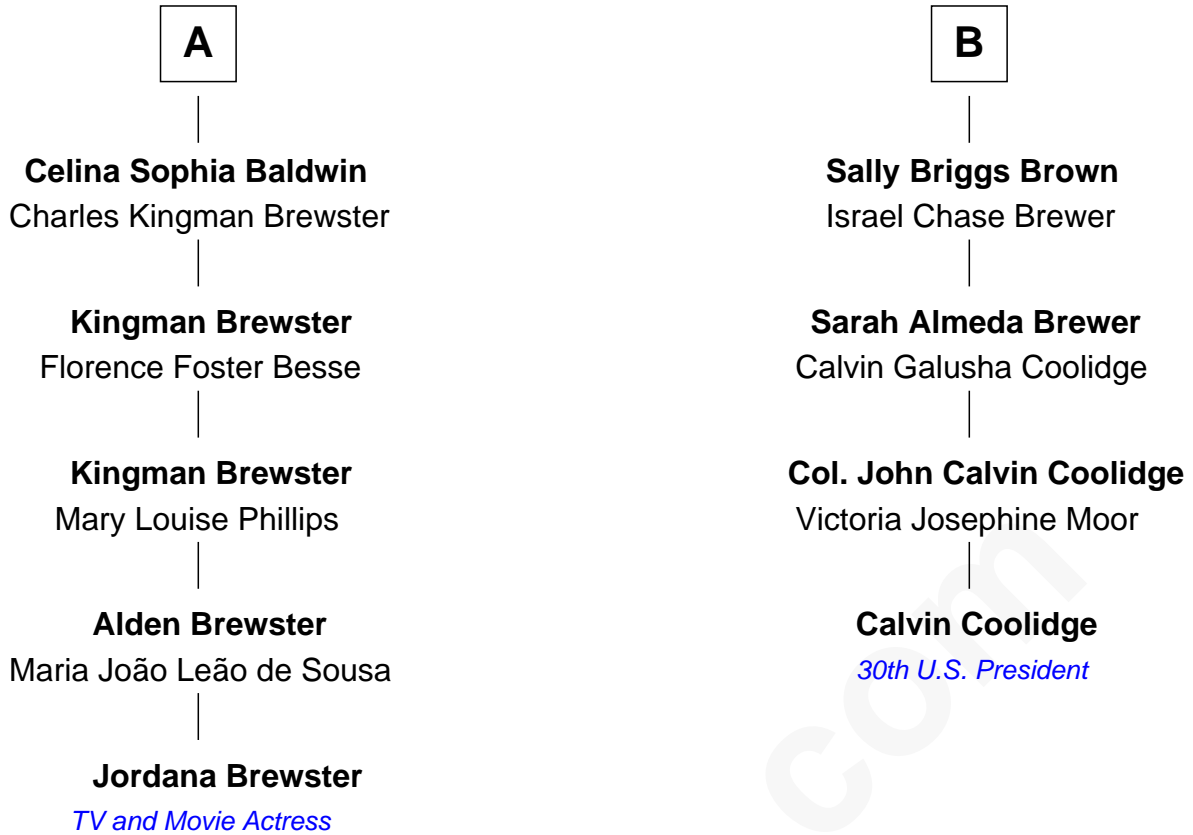 A
Celina Sophia Baldwin
Charles Kingman Brewster
Kingman Brewster
Florence Foster Besse
Kingman Brewster
Mary Louise Phillips
Alden Brewster
Maria João Leão de Sousa
Jordana Brewster
TV and Movie Actress
B
Sally Briggs Brown
Israel Chase Brewer
Sarah Almeda Brewer
Calvin Galusha Coolidge
Col. John Calvin Coolidge
Victoria Josephine Moor
Calvin Coolidge
30th U.S. President
com